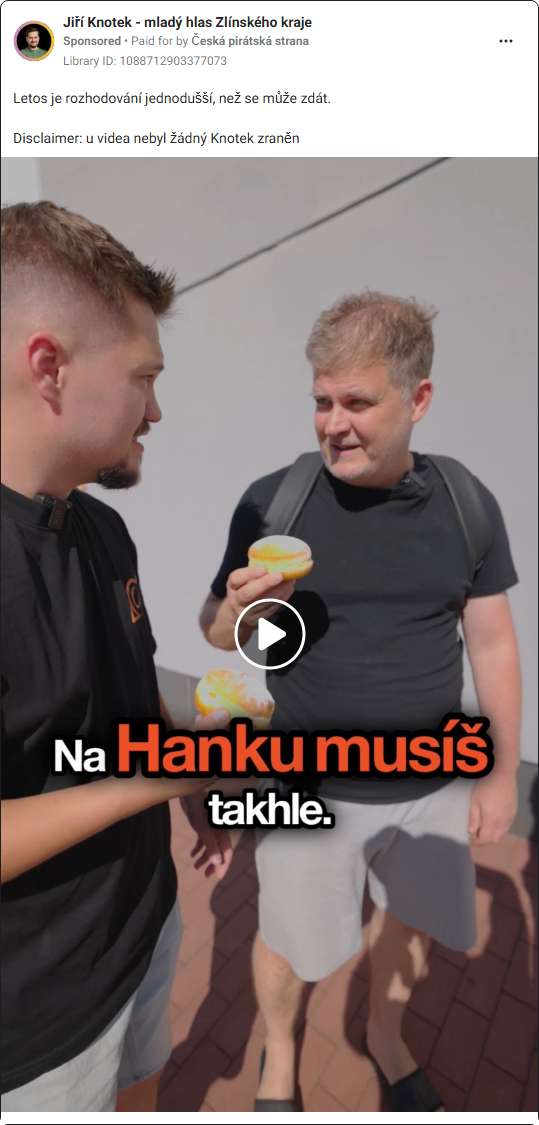 Jiří Knotek - mladý hlas Zlínského kraje
Sponsored • Paid for by Česká pirátská strana
Library ID: 1088712903377073
Letos je rozhodování jednodušší, než se může zdát.
Disclaimer: u videa nebyl žádný Knotek zraněn
Na Hanku musíš
takhle.